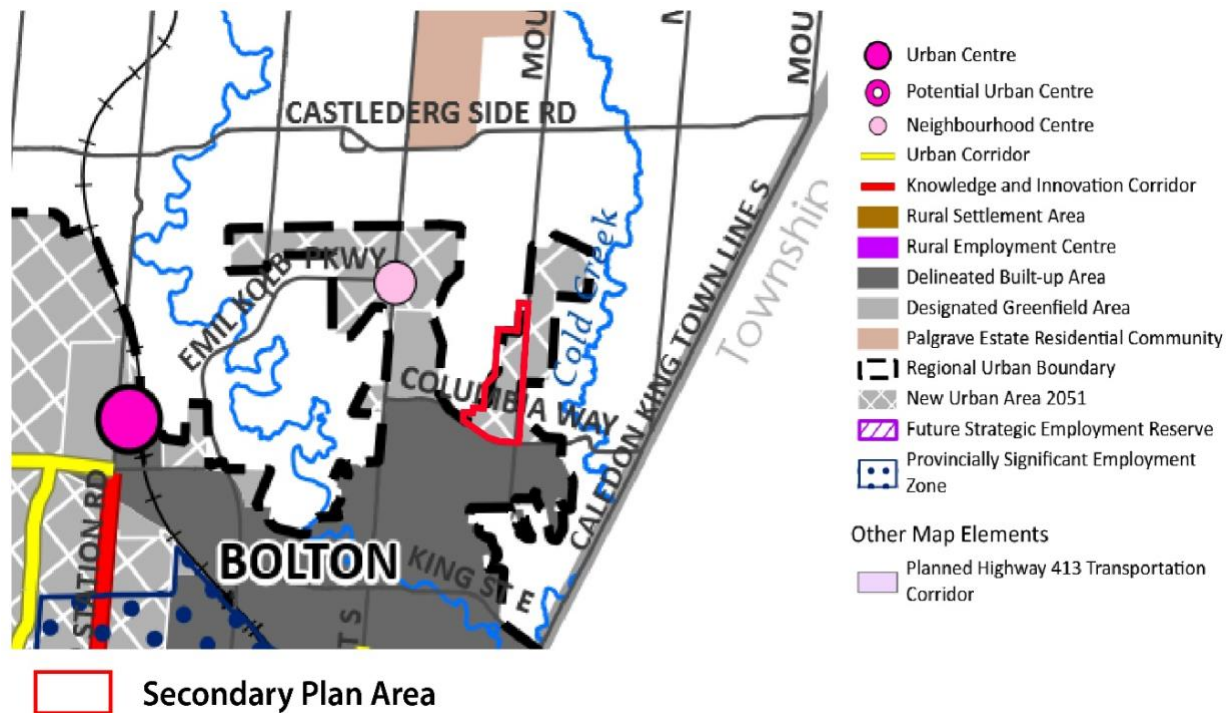 MOU
MOU
CASTLEDERG SIDE RD
EMIL KOLB PKWY
Cold Creek
COLUMBIA WAY
CALEDON KING TOWN LINE S
Township
STATION RD
BOLTON
KING ST E
T S
Urban Centre
Potential Urban Centre
Neighbourhood Centre
Urban Corridor
Knowledge and Innovation Corridor
Rural Settlement Area
Rural Employment Centre
Delineated Built-up Area
Designated Greenfield Area
Palgrave Estate Residential Community
Regional Urban Boundary
New Urban Area 2051
Future Strategic Employment Reserve
Provincially Significant Employment
Zone
Other Map Elements
Planned Highway 413 Transportation
Corridor
Secondary Plan Area